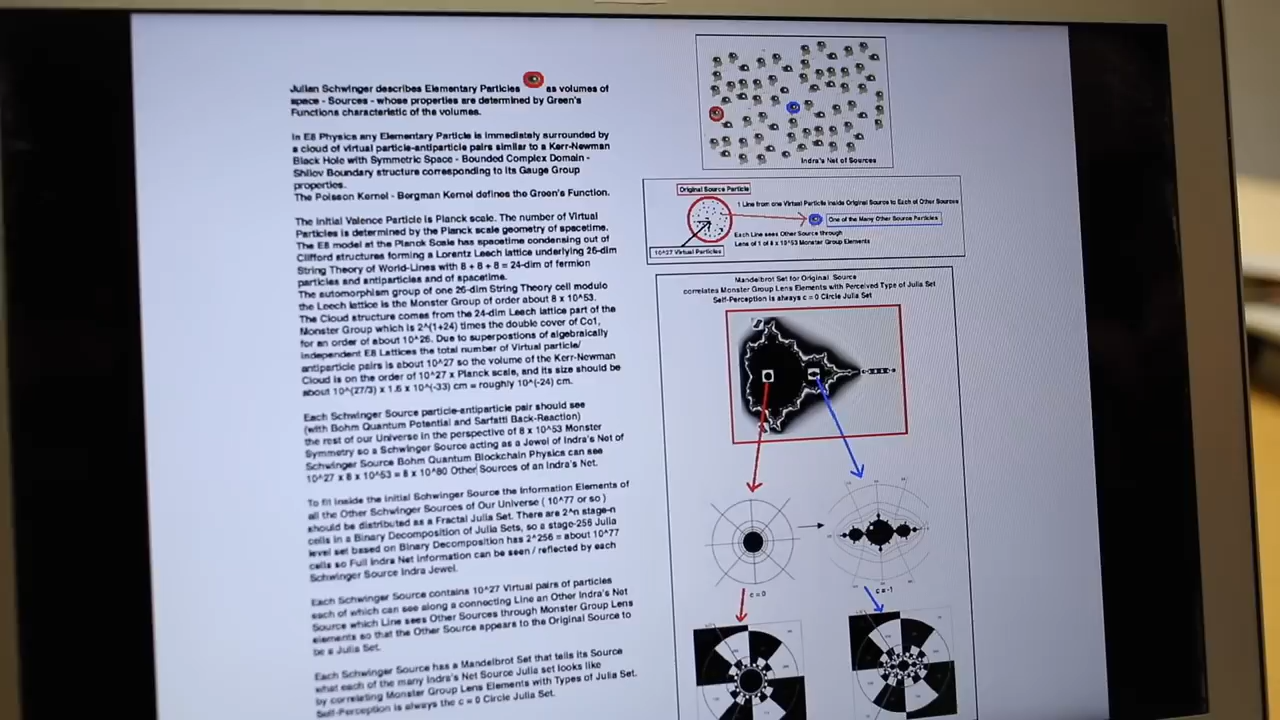 Julian Schwinger describes Elementary Particles as volumes of
space - Sources - whose properties are determined by Green's
Functions characteristic of the volumes.
In E8 Physics any Elementary Particle is immediately surrounded by
a cloud of virtual particle-antiparticle pairs similar to a Kerr-Newman
Black Hole with Symmetric Space - Bounded Complex Domain -
Shilov Boundary structure corresponding to its Gauge Group
properties.
The Poisson Kernel - Bergman Kernel defines the Green's Function.
The initial Valence Particle is Planck scale. The number of Virtual
Particles is determined by the Planck scale geometry of spacetime.
The E8 model at the Planck Scale has spacetime condensing out of
Clifford structures forming a Lorentz Leech lattice underlying 26-dim
String Theory of World-Lines with 8 + 8 + 8 = 24-dim of fermion
particles and antiparticles and of spacetime.
The automorphism group of one 26-dim String Theory cell modulo
the Leech lattice is the Monster Group of order about 8 x 10^53.
The Cloud structure comes from the 24-dim Leech lattice part of the
Monster Group which is 2^(1+24) times the double cover of Co1,
for an order of about 10^26. Due to superpostions of algebraically
independent E8 Lattices the total number of Virtual particle/
antiparticle pairs is about 10^27 so the volume of the Kerr-Newman
Cloud is on the order of 10^27 x Planck scale, and its size should be
about 10^(27/3) x 1.6 x 10^(-33) cm = roughly 10^(-24) cm.
Each Schwinger Source particle-antiparticle pair should see
(with Bohm Quantum Potential and Sarfatti Back-Reaction)
the rest of our Universe in the perspective of 8 x 10^53 Monster
Symmetry so a Schwinger Source acting as a Jewel of Indra's Net of
Schwinger Source Bohm Quantum Blockchain Physics can see
10^27 x 8 x 10^53 = 8 x 10^80 Other Sources of an Indra's Net.
To fit inside the initial Schwinger Source the Information Elements of
all the Other Schwinger Sources of Our Universe ( 10^77 or so )
should be distributed as a Fractal Julia Set. There are 2^n stage-n
cells in a Binary Decomposition of Julia Sets, so a stage-256 Julia
level set based on Binary Decomposition has 2^256 = about 10^77
cells so Full Indra Net Information can be seen / reflected by each
Schwinger Source Indra Jewel.
Each Schwinger Source contains 10^27 Virtual pairs of particles
each of which can see along a connecting Line an Other Indra's Net
Source which Line sees Other Sources through Monster Group Lens
elements so that the Other Source appears to the Original Source to
be a Julia Set.
Each Schwinger Source has a Mandelbrot Set that tells its Source
what each of the many Indra's Net Source Julia set looks like
by correlating Monster Group Lens Elements with Types of Julia Set.
Self-Perception is always the c = 0 Circle Julia Set.
Indra's Net of Sources
Original Source Particle
1 Line from one Virtual Particle inside Original Source to Each of Other Sources
One of the Many Other Source Particles
Each Line sees Other Source through
Lens of 1 of 8 x 10^53 Monster Group Elements
10^27 Virtual Particles
Mandelbrot Set for Original Source
correlates Monster Group Lens Elements with Perceived Type of Julia Set
Self-Perception is always c = 0 Circle Julia Set
c = 0
c = -1